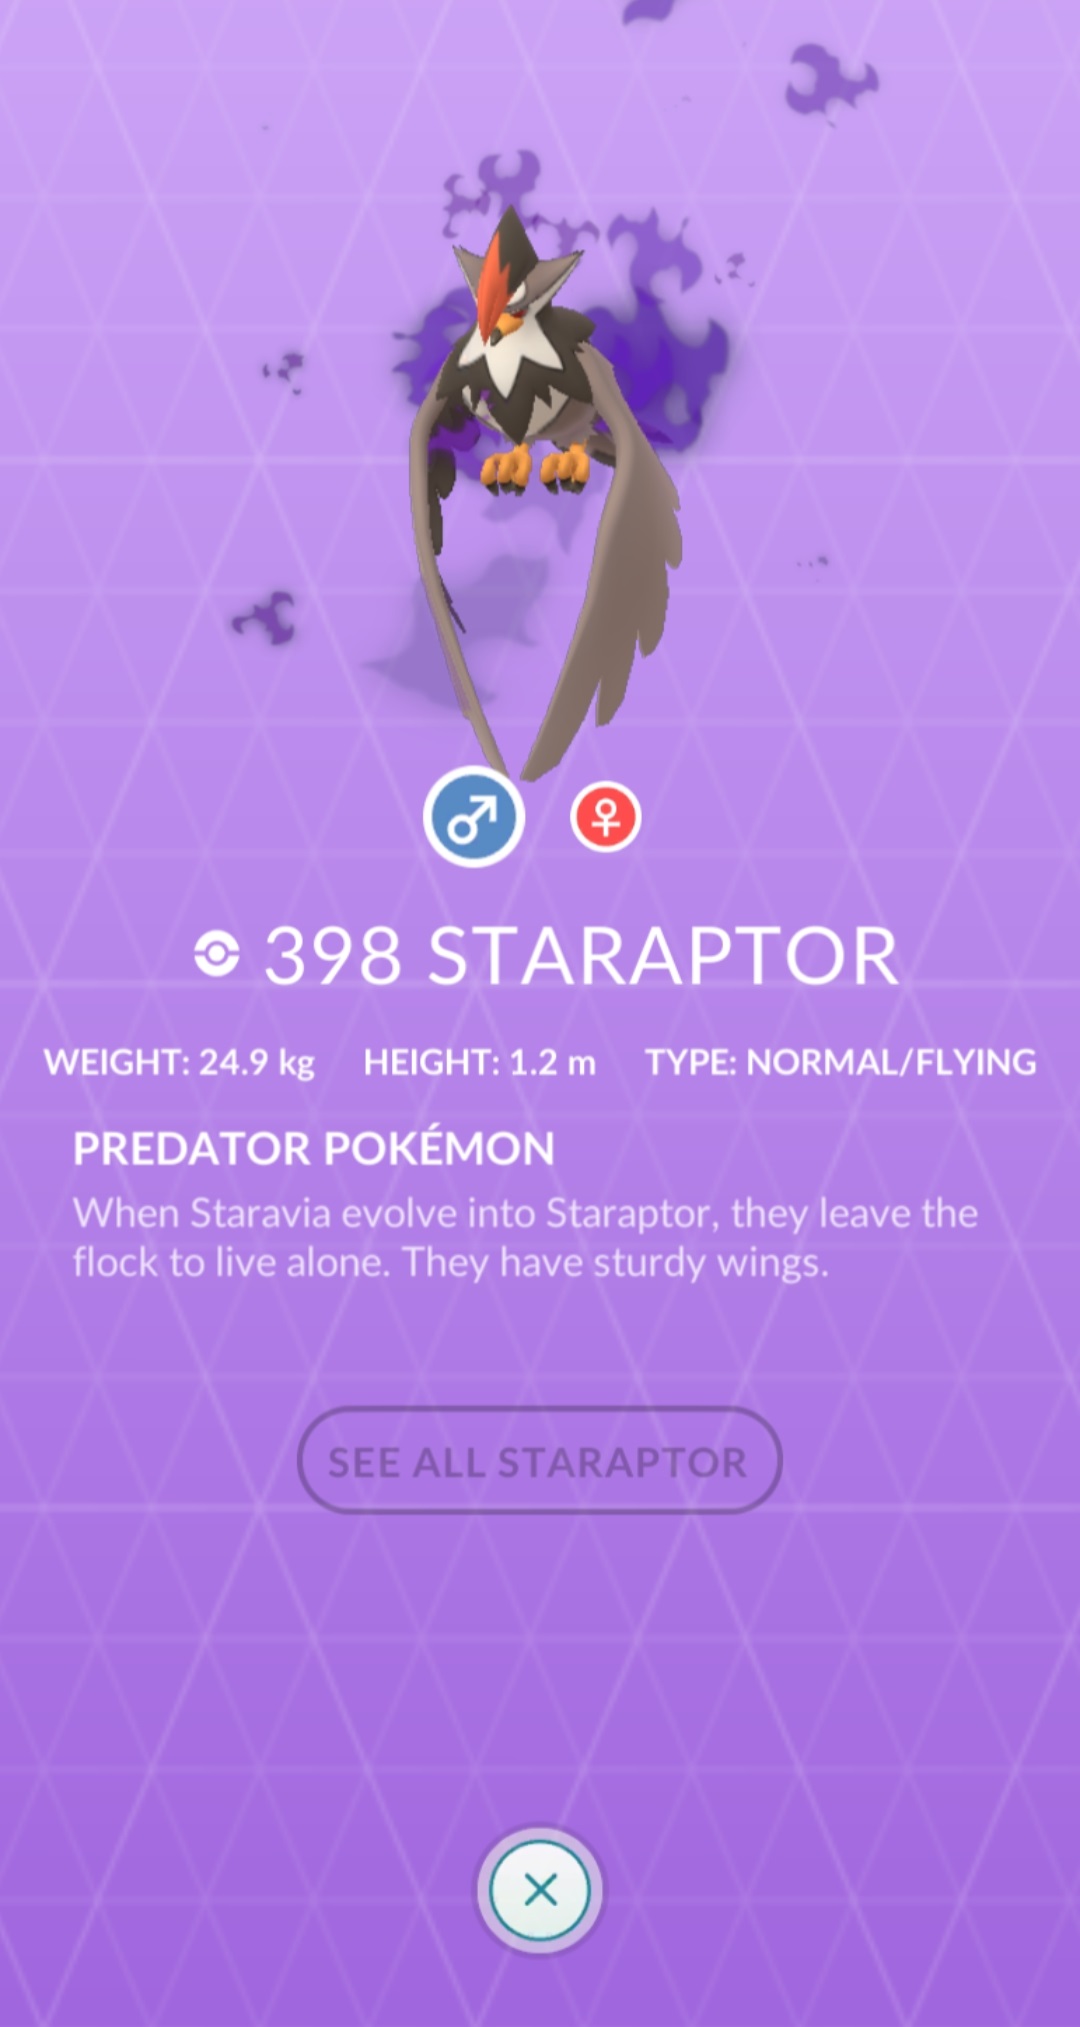 398 STARAPTOR
WEIGHT: 24.9 kg HEIGHT: 1.2 m TYPE: NORMAL/FLYING
PREDATOR POKÉMON
When Staravia evolve into Staraptor, they leave the
flock to live alone. They have sturdy wings.
SEE ALL STARAPTOR